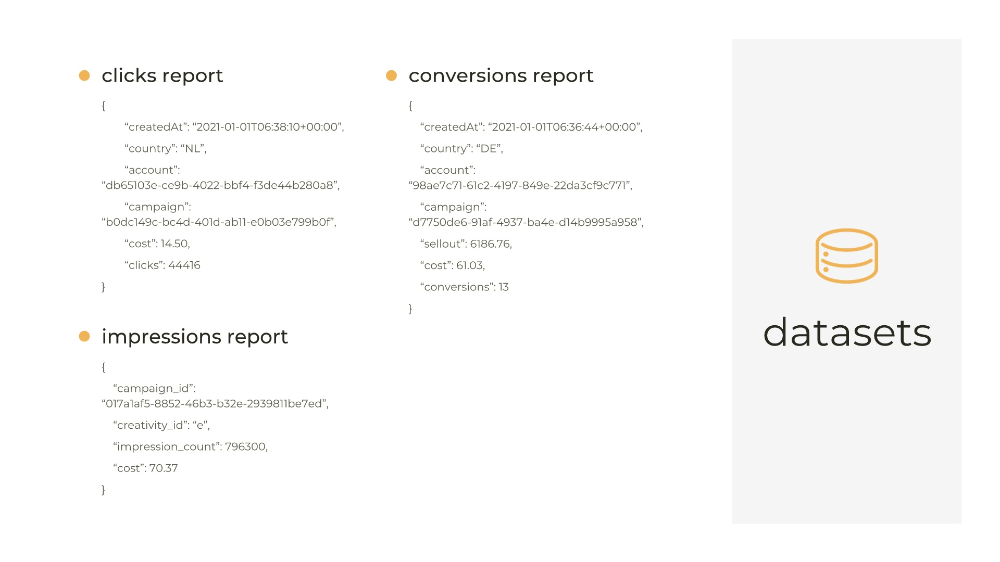 clicks report
{
“createdAt”: “2021-01-01T06:38:10+00:00”,
“country”: “NL”,
“account”:
“db65103e-ce9b-4022-bbf4-f3de44b280a8”,
“campaign”:
“b0dc149c-bc4d-401d-ab11-e0b03e799b0f”,
“cost”: 14.50,
“clicks”: 44416
}
impressions report
{
“campaign_id”:
“017a1af5-8852-46b3-b32e-2939811be7ed”,
“creativity_id”: “e”,
“impression_count”: 796300,
“cost”: 70.37
}
conversions report
{
“createdAt”: “2021-01-01T06:36:44+00:00”,
“country”: “DE”,
“account”:
“98ae7c71-61c2-4197-849e-22da3cf9c771”,
“campaign”:
“d7750de6-91af-4937-ba4e-d14b9995a958”,
“sellout”: 6186.76,
“cost”: 61.03,
“conversions”: 13
}
datasets